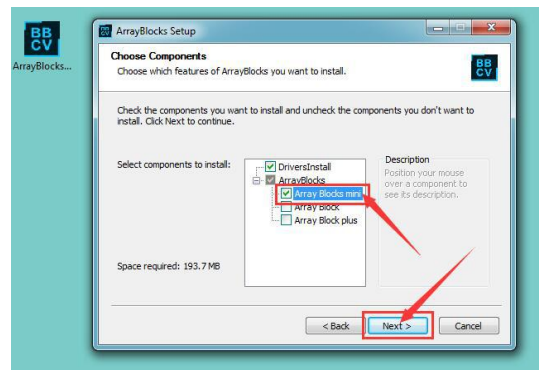 BB
CV
ArrayBlocks...
BB
CV
ArrayBlocks Setup
Choose Components
Choose which features of ArrayBlocks you want to install.
BB
CV
Check the components you want to install and uncheck the components you don't want to
install. Click Next to continue.
Select components to install:
DriversInstall
ArrayBlocks
Array Blocks mini
Array Block
Array Block plus
Description
Position your mouse
over a component to
see its description.
Space required: 193.7MB
< Back
Next >
Cancel